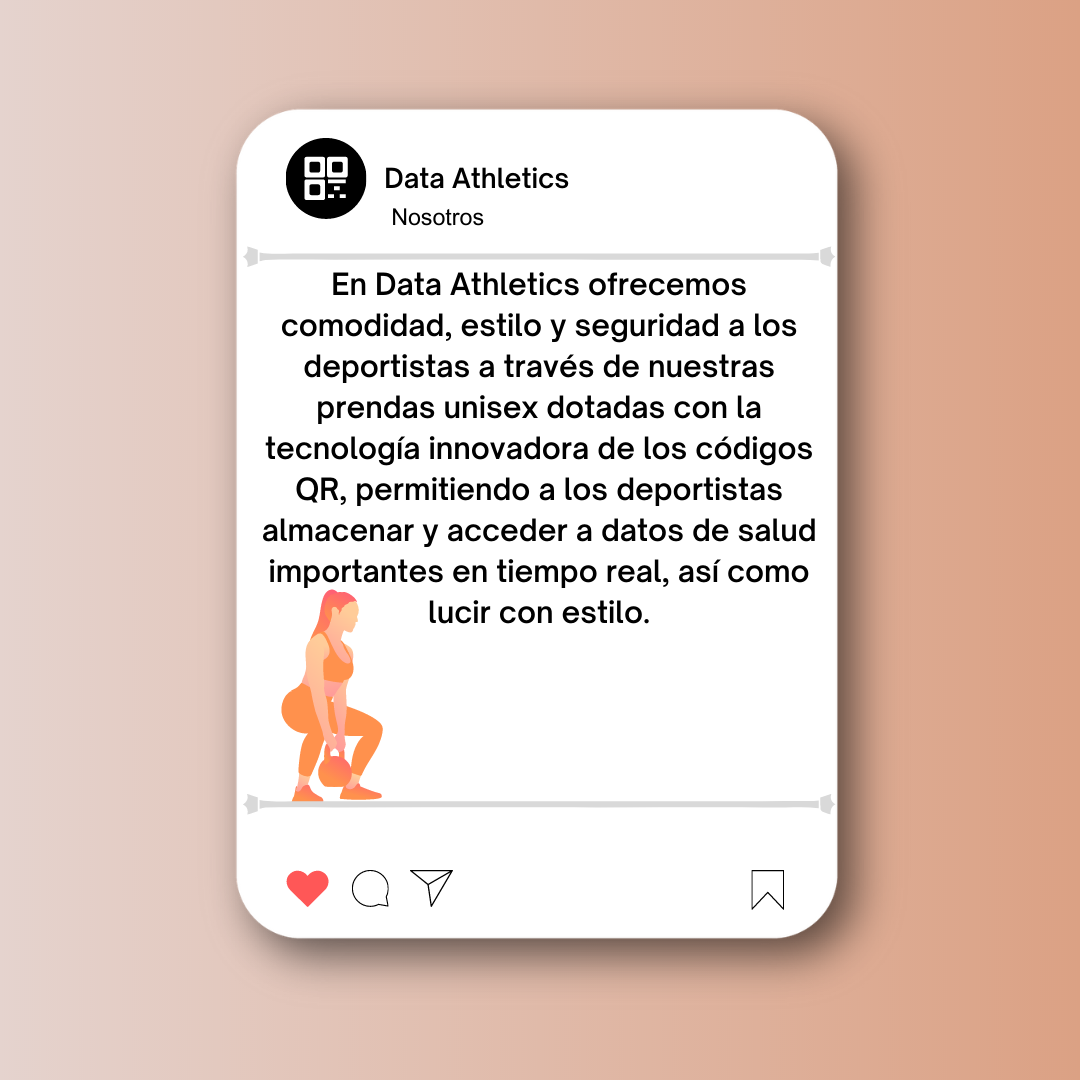 Data Athletics
Nosotros
En Data Athletics ofrecemos
comodidad, estilo y seguridad a los
deportistas a través de nuestras
prendas unisex dotadas con la
tecnología innovadora de los códigos
QR, permitiendo a los deportistas
almacenar y acceder a datos de salud
importantes en tiempo real, así como
lucir con estilo.